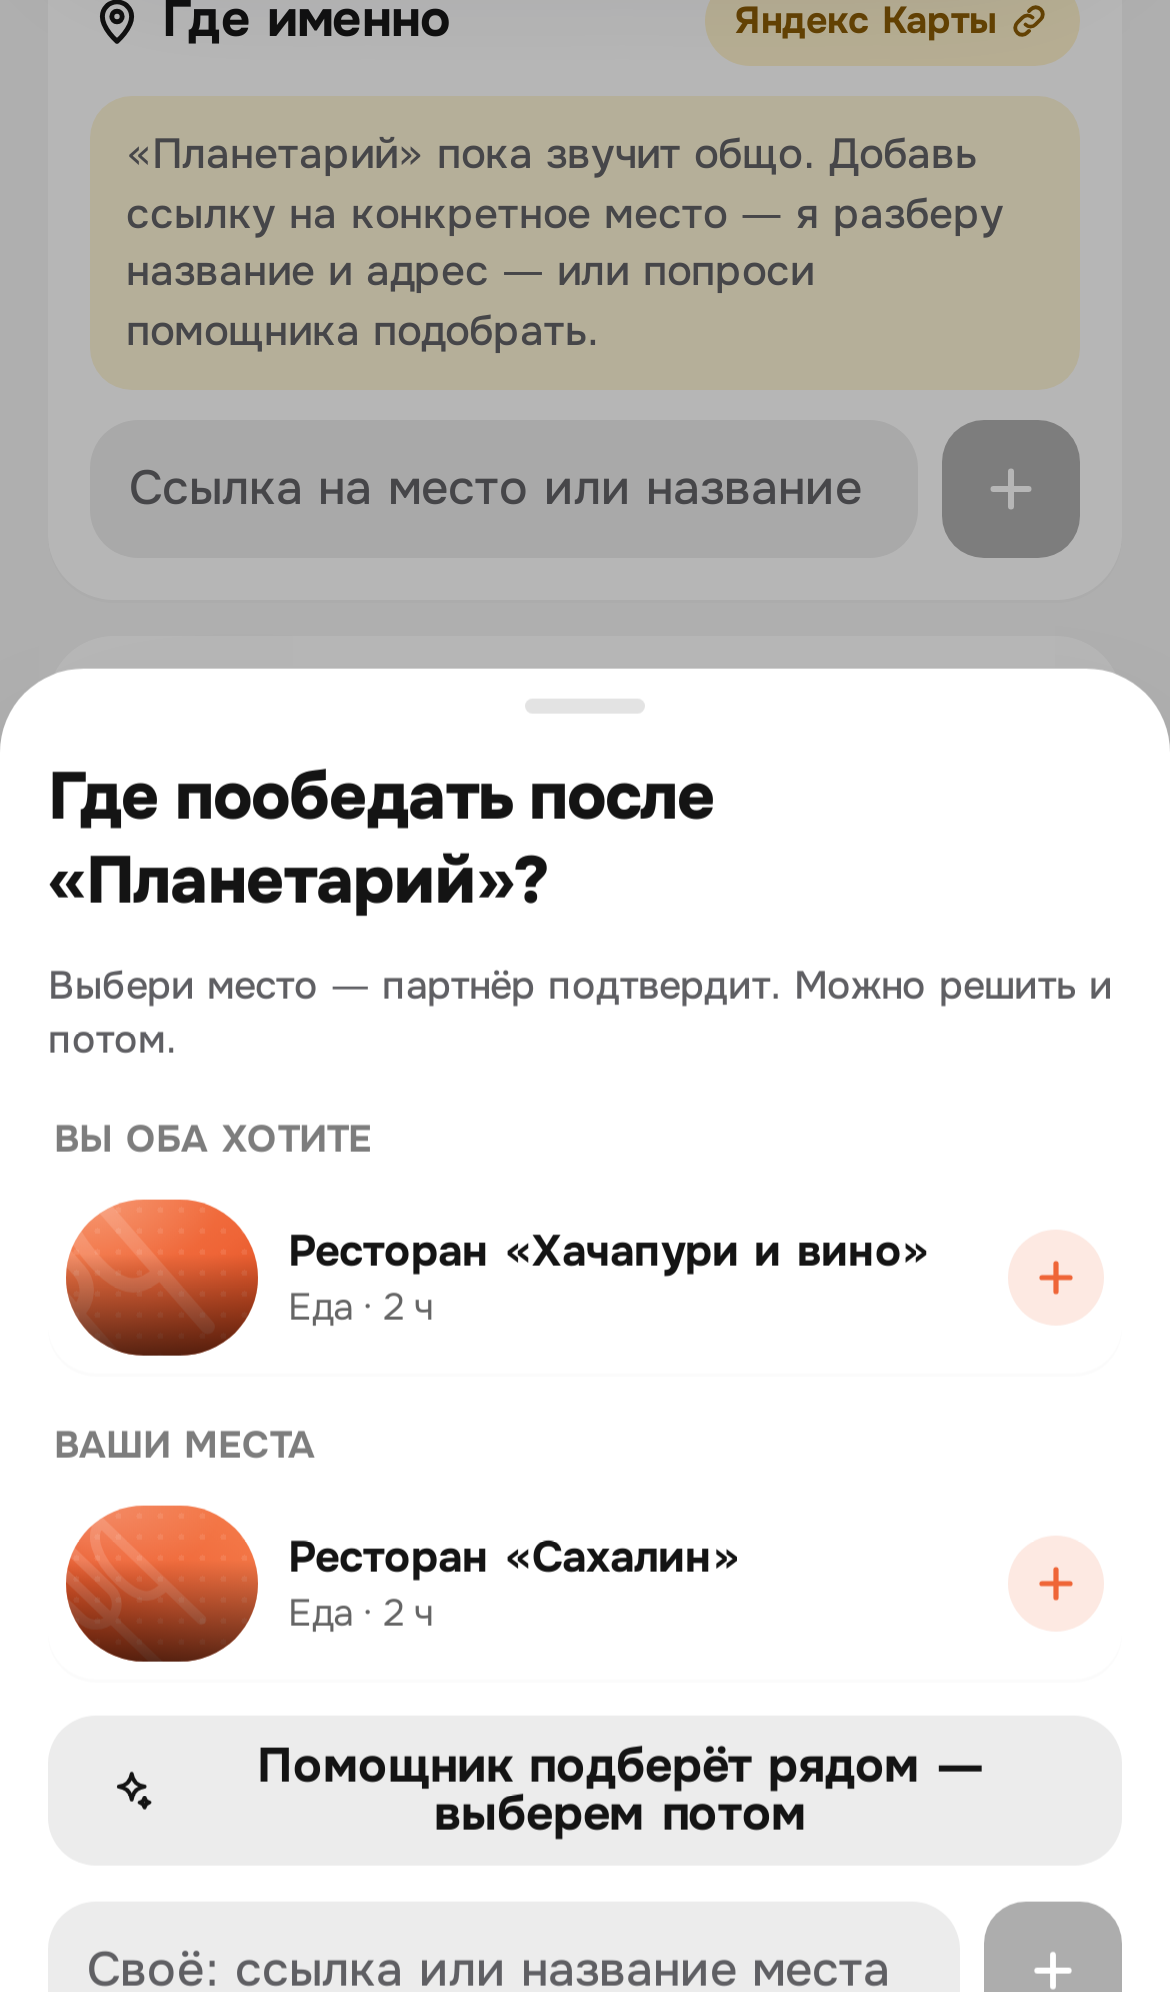 Где именно
Яндекс Карты
«Планетарий» пока звучит общо. Добавь
ссылку на конкретное место — я разберу
название и адрес — или попроси
помощника подобрать.
Ссылка на место или название
Где пообедать после
«Планетарий»?
Выбери место — партнёр подтвердит. Можно решить и
потом.
ВЫ ОБА ХОТИТЕ
Ресторан «Хачапури и вино»
Еда · 2 ч
ВАШИ МЕСТА
Ресторан «Сахалин»
Еда · 2 ч
Помощник подберёт рядом —
выберем потом
Своё: ссылка или название места